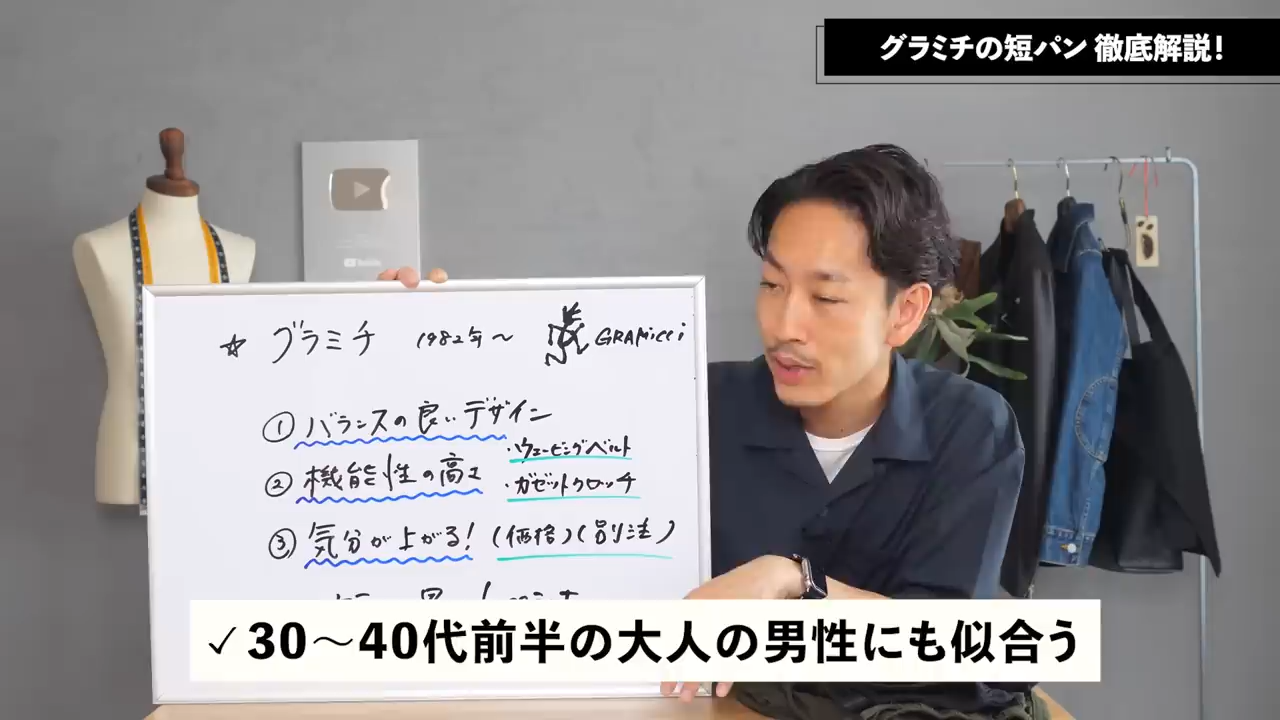 グラミチの短パン 徹底解説!
☆ グラミチ 1982年〜 GRAMicci
① バランスの良いデザイン
・ウェービングベルト
② 機能性の高さ
・ガゼットクロッチ
③ 気分が上がる! (価格)(別注)
✓30〜40代前半の大人の男性にも似合う